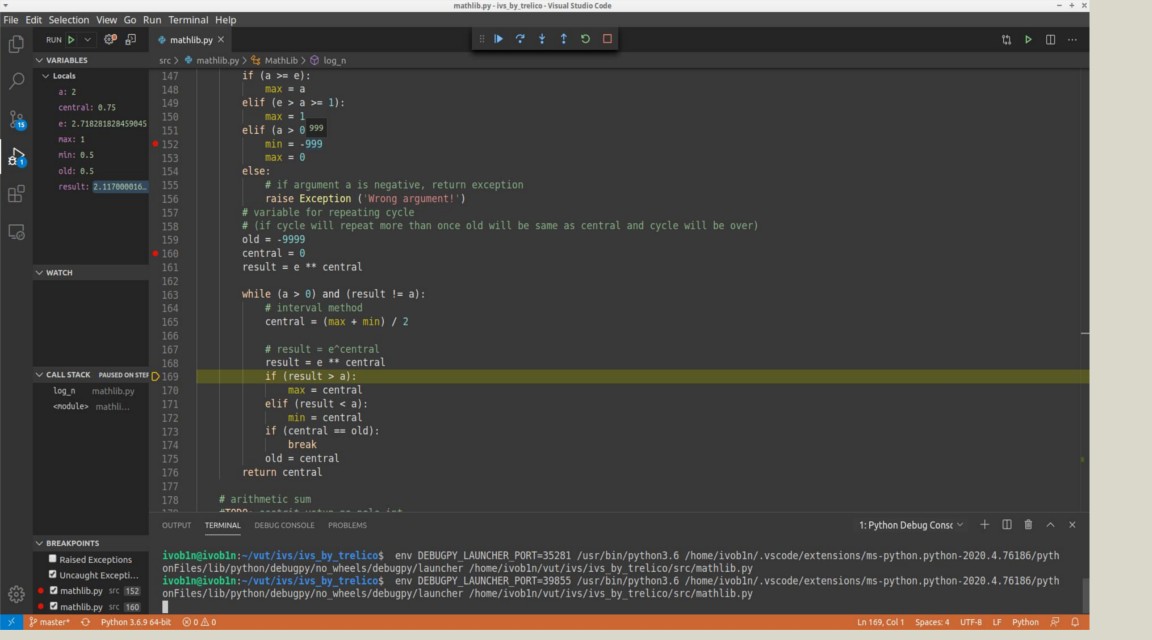 mathlib.py - ivs_by_trelico - Visual Studio Code
File Edit Selection View Go Run Terminal Help
RUN
mathlib.py
src > mathlib.py > MathLib > log_n
VARIABLES
Locals
a: 2
central: 0.75
e: 2.718281828459045
max: 1
min: 0.5
old: 0.5
result: 2.117000016…
WATCH
CALL STACK PAUSED ON STEP
log_n mathlib.py
<module> mathli…
BREAKPOINTS
Raised Exceptions
Uncaught Excepti…
mathlib.py src 152
mathlib.py src 160
15
1
147 if (a >= e):
148 max = a
149 elif (e > a >= 1):
150 max = 1
151 elif (a > 0
999
152 min = -999
153 max = 0
154 else:
155 # if argument a is negative, return exception
156 raise Exception ('Wrong argument!')
157 # variable for repeating cycle
158 # (if cycle will repeat more than once old will be same as central and cycle will be over)
159 old = -9999
160 central = 0
161 result = e ** central
162
163 while (a > 0) and (result != a):
164 # interval method
165 central = (max + min) / 2
166
167 # result = e^central
168 result = e ** central
169 if (result > a):
170 max = central
171 elif (result < a):
172 min = central
173 if (central == old):
174 break
175 old = central
176 return central
177
178 # arithmetic sum
OUTPUT TERMINAL DEBUG CONSOLE PROBLEMS
1: Python Debug Consc
ivob1n@ivob1n:~/vut/ivs/ivs_by_trelico$ env DEBUGPY_LAUNCHER_PORT=35281 /usr/bin/python3.6 /home/ivob1n/.vscode/extensions/ms-python.python-2020.4.76186/pyth
onFiles/lib/python/debugpy/no_wheels/debugpy/launcher /home/ivob1n/vut/ivs/ivs_by_trelico/src/mathlib.py
ivob1n@ivob1n:~/vut/ivs/ivs_by_trelico$ env DEBUGPY_LAUNCHER_PORT=39855 /usr/bin/python3.6 /home/ivob1n/.vscode/extensions/ms-python.python-2020.4.76186/pyth
onFiles/lib/python/debugpy/no_wheels/debugpy/launcher /home/ivob1n/vut/ivs/ivs_by_trelico/src/mathlib.py
master* Python 3.6.9 64-bit 0 0 Ln 169, Col 1 Spaces: 4 UTF-8 LF Python